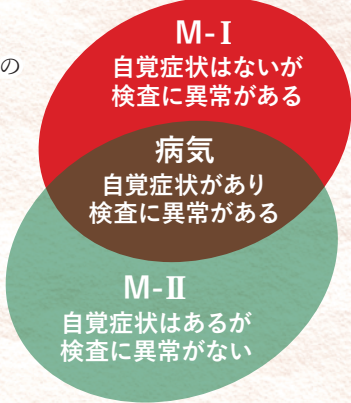 の
M-Ⅰ
自覚症状はないが
検査に異常がある
病気
自覚症状があり
検査に異常がある
M-Ⅱ
自覚症状はあるが
検査に異常がない